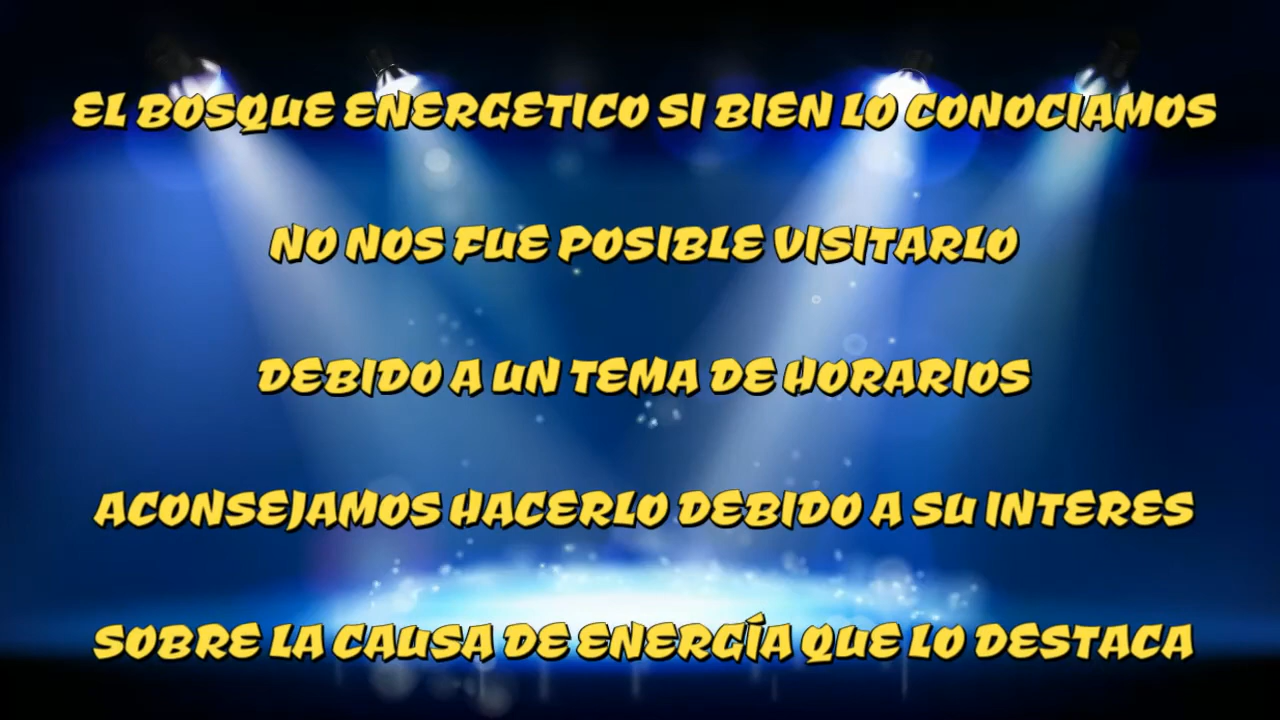 EL BOSQUE ENERGETICO SI BIEN LO CONOCIAMOS
NO NOS FUE POSIBLE VISITARLO
DEBIDO A UN TEMA DE HORARIOS
ACONSEJAMOS HACERLO DEBIDO A SU INTERES
SOBRE LA CAUSA DE ENERGÍA QUE LO DESTACA